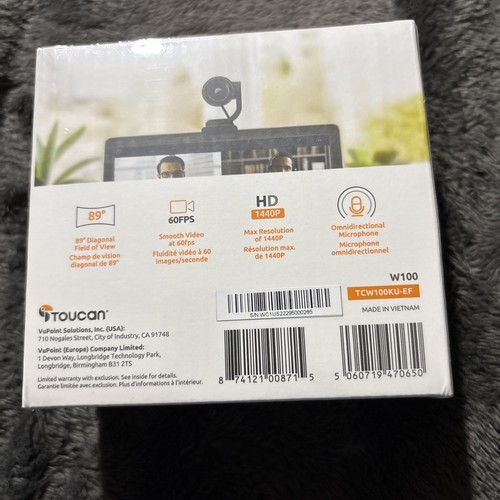 89°
89° Diagonal
Field of View
Champ de vision
diagonal de 89°
60FPS
Smooth Video
at 60fps
Fluidité vidéo à 60
images/seconde
HD
1440P
Max Resolution
of 1440P
Résolution max.
de 1440P
Omnidirectional
Microphone
Microphone
omnidirectionnel
W100
TCW100KU-EF
MADE IN VIETNAM
S/N:WC1US22295000285
TOUCAN
VuPoint Solutions, Inc. (USA):
710 Nogales Street, City of Industry, CA 91748
VuPoint (Europe) Company Limited:
1 Devon Way, Longbridge Technology Park,
Longbridge, Birmingham B31 2TS
Limited warranty with exclusion. See inside for details.
Garantie limitée avec exclusion. Plus d'informations à l'intérieur.
8 74121 00871 5
5 060719 470650